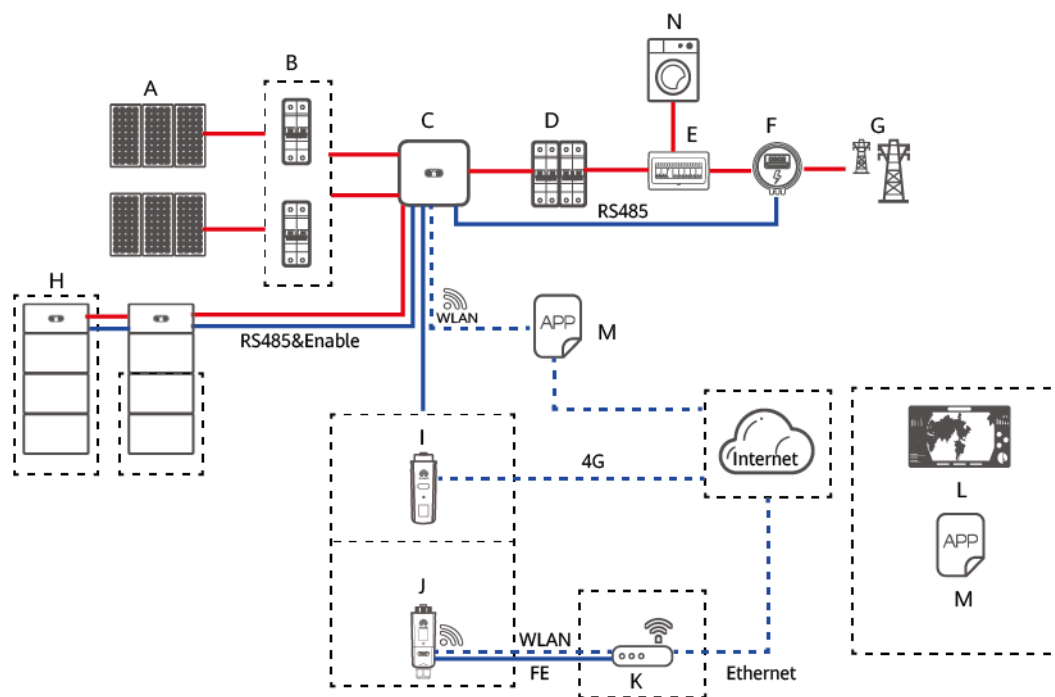 N
A
B
C
D
E
F
G
RS485
H
WLAN
APP
M
RS485&Enable
I
4G
Internet
L
APP
M
J
WLAN
FE
K
Ethernet